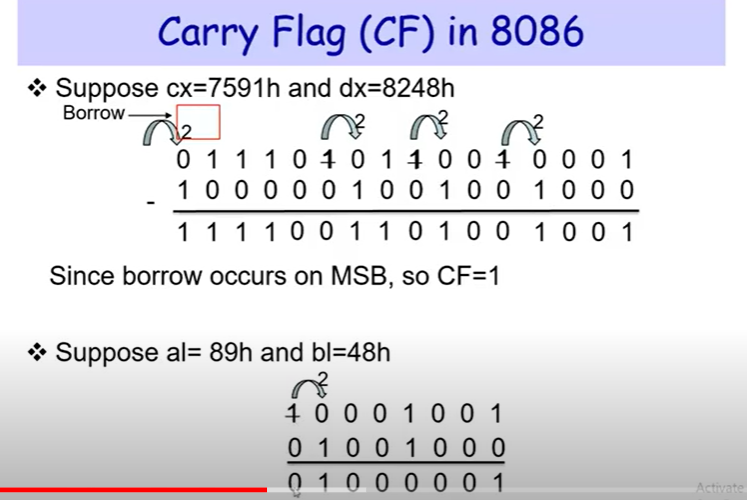 Carry Flag (CF) in 8086
❖ Suppose cx=7591h and dx=8248h
Borrow
2 2 2 2
0 1 1 1 0 1 0 1 1 0 0 1 0 0 0 1
- 1 0 0 0 0 0 1 0 0 1 0 0 1 0 0 0
1 1 1 1 0 0 1 1 0 1 0 0 1 0 0 1
Since borrow occurs on MSB, so CF=1
❖ Suppose al= 89h and bl=48h
2
1 0 0 0 1 0 0 1
0 1 0 0 1 0 0 0
0 1 0 0 0 0 0 1
Activate